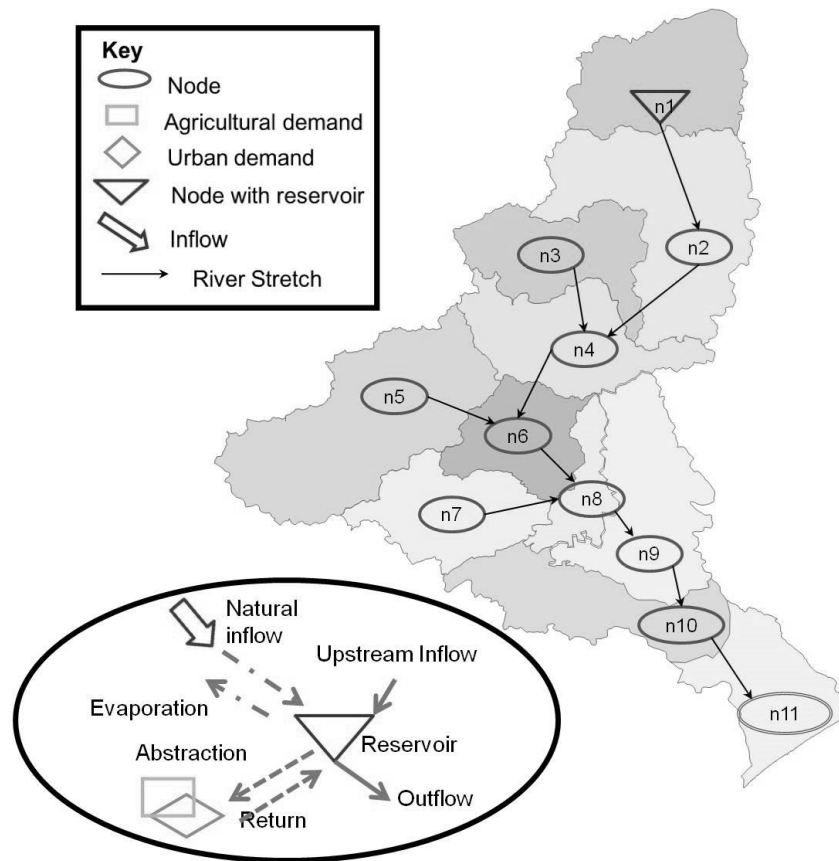 Key
Node
Agricultural demand
Urban demand
Node with reservoir
Inflow
River Stretch
n1
n2
n3
n4
n5
n6
n7
n8
n9
n10
n11
Natural
inflow
Upstream Inflow
Evaporation
Reservoir
Abstraction
Outflow
Return